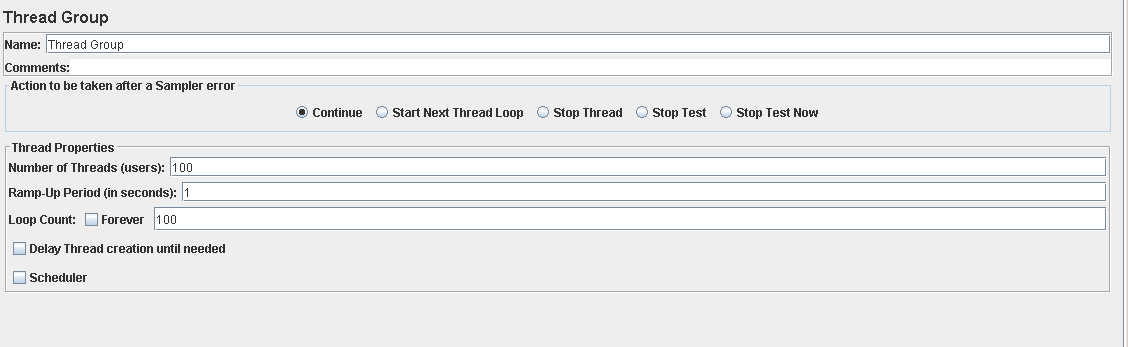 Thread Group
Name: Thread Group
Comments:
Action to be taken after a Sampler error
Continue Start Next Thread Loop Stop Thread Stop Test Stop Test Now
Thread Properties
Number of Threads (users): 100
Ramp-Up Period (in seconds): 1
Loop Count: Forever 100
Delay Thread creation until needed
Scheduler